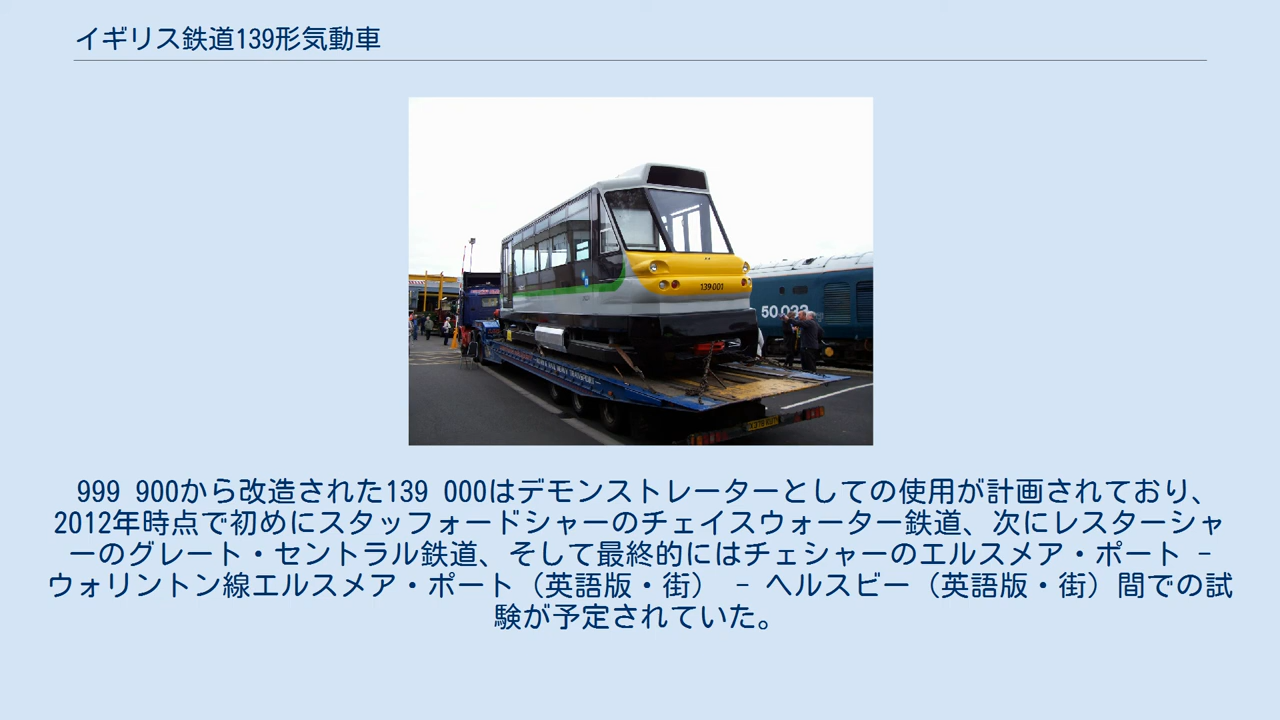 イギリス鉄道139形気動車
139 001
50 033
999 900から改造された139 000はデモンストレーターとしての使用が計画されており、
2012年時点で初めにスタッフォードシャーのチェイスウォーター鉄道、次にレスターシャ
ーのグレート・セントラル鉄道、そして最終的にはチェシャーのエルスメア・ポート －
ウォリントン線エルスメア・ポート（英語版・街） － ヘルスビー（英語版・街）間での試
験が予定されていた。